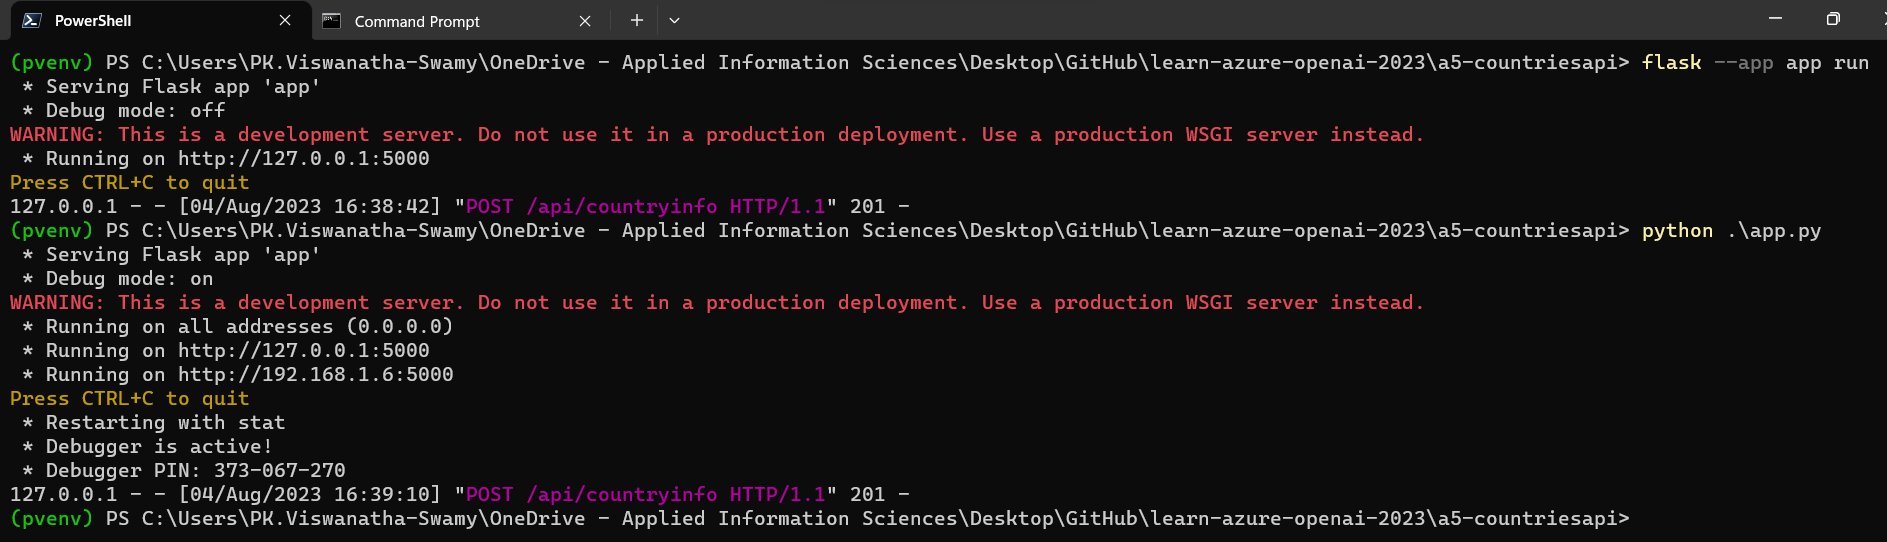 PowerShell
Command Prompt
(pvenv) PS C:\Users\PK.Viswanatha-Swamy\OneDrive - Applied Information Sciences\Desktop\GitHub\learn-azure-openai-2023\a5-countriesapi> flask --app app run
 * Serving Flask app 'app'
 * Debug mode: off
WARNING: This is a development server. Do not use it in a production deployment. Use a production WSGI server instead.
 * Running on http://127.0.0.1:5000
Press CTRL+C to quit
127.0.0.1 - - [04/Aug/2023 16:38:42] "POST /api/countryinfo HTTP/1.1" 201 -
(pvenv) PS C:\Users\PK.Viswanatha-Swamy\OneDrive - Applied Information Sciences\Desktop\GitHub\learn-azure-openai-2023\a5-countriesapi> python .\app.py
 * Serving Flask app 'app'
 * Debug mode: on
WARNING: This is a development server. Do not use it in a production deployment. Use a production WSGI server instead.
 * Running on all addresses (0.0.0.0)
 * Running on http://127.0.0.1:5000
 * Running on http://192.168.1.6:5000
Press CTRL+C to quit
 * Restarting with stat
 * Debugger is active!
 * Debugger PIN: 373-067-270
127.0.0.1 - - [04/Aug/2023 16:39:10] "POST /api/countryinfo HTTP/1.1" 201 -
(pvenv) PS C:\Users\PK.Viswanatha-Swamy\OneDrive - Applied Information Sciences\Desktop\GitHub\learn-azure-openai-2023\a5-countriesapi>